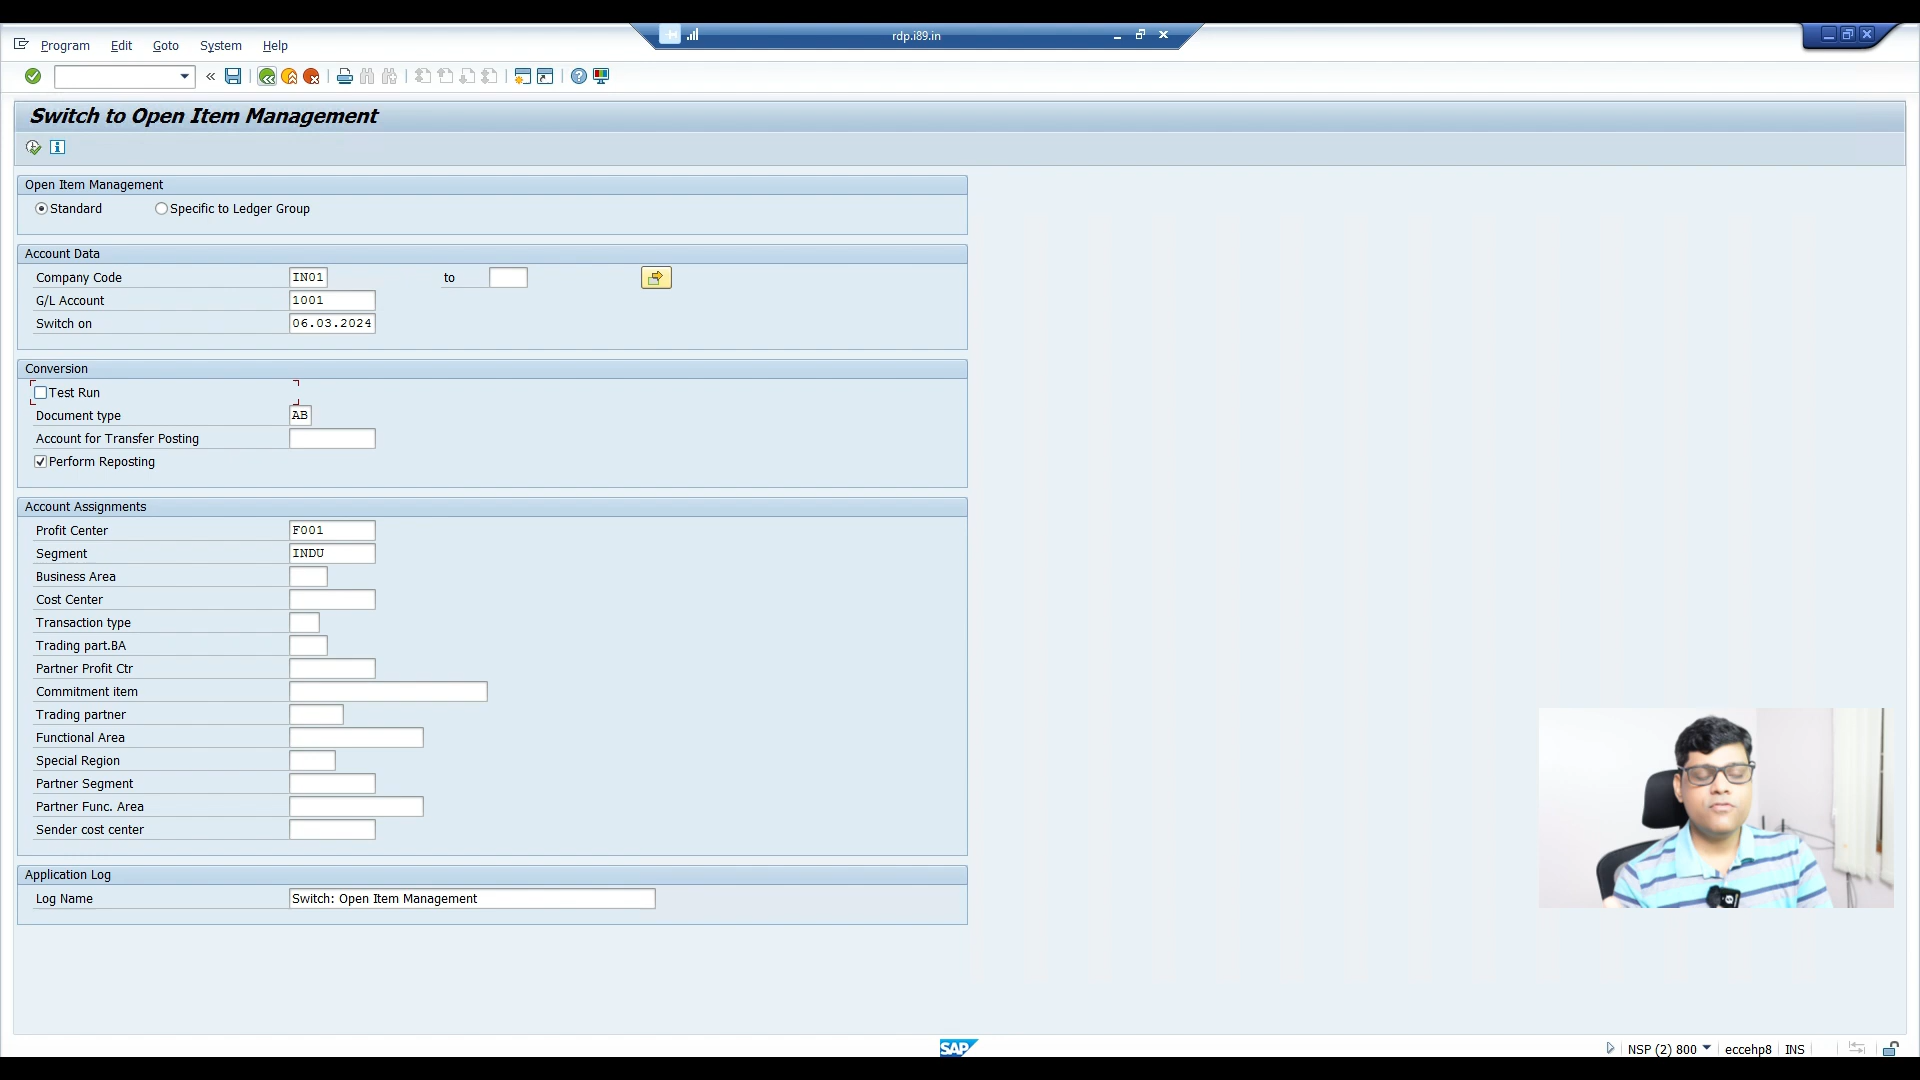 rdp.i89.in
Program Edit Goto System Help
Switch to Open Item Management
Open Item Management
Standard Specific to Ledger Group
Account Data
Company Code IN01 to
G/L Account 1001
Switch on 06.03.2024
Conversion
Test Run
Document type AB
Account for Transfer Posting
Perform Reposting
Account Assignments
Profit Center F001
Segment INDU
Business Area
Cost Center
Transaction type
Trading part.BA
Partner Profit Ctr
Commitment item
Trading partner
Functional Area
Special Region
Partner Segment
Partner Func. Area
Sender cost center
Application Log
Log Name Switch: Open Item Management
SAP NSP (2) 800 eccehp8 INS